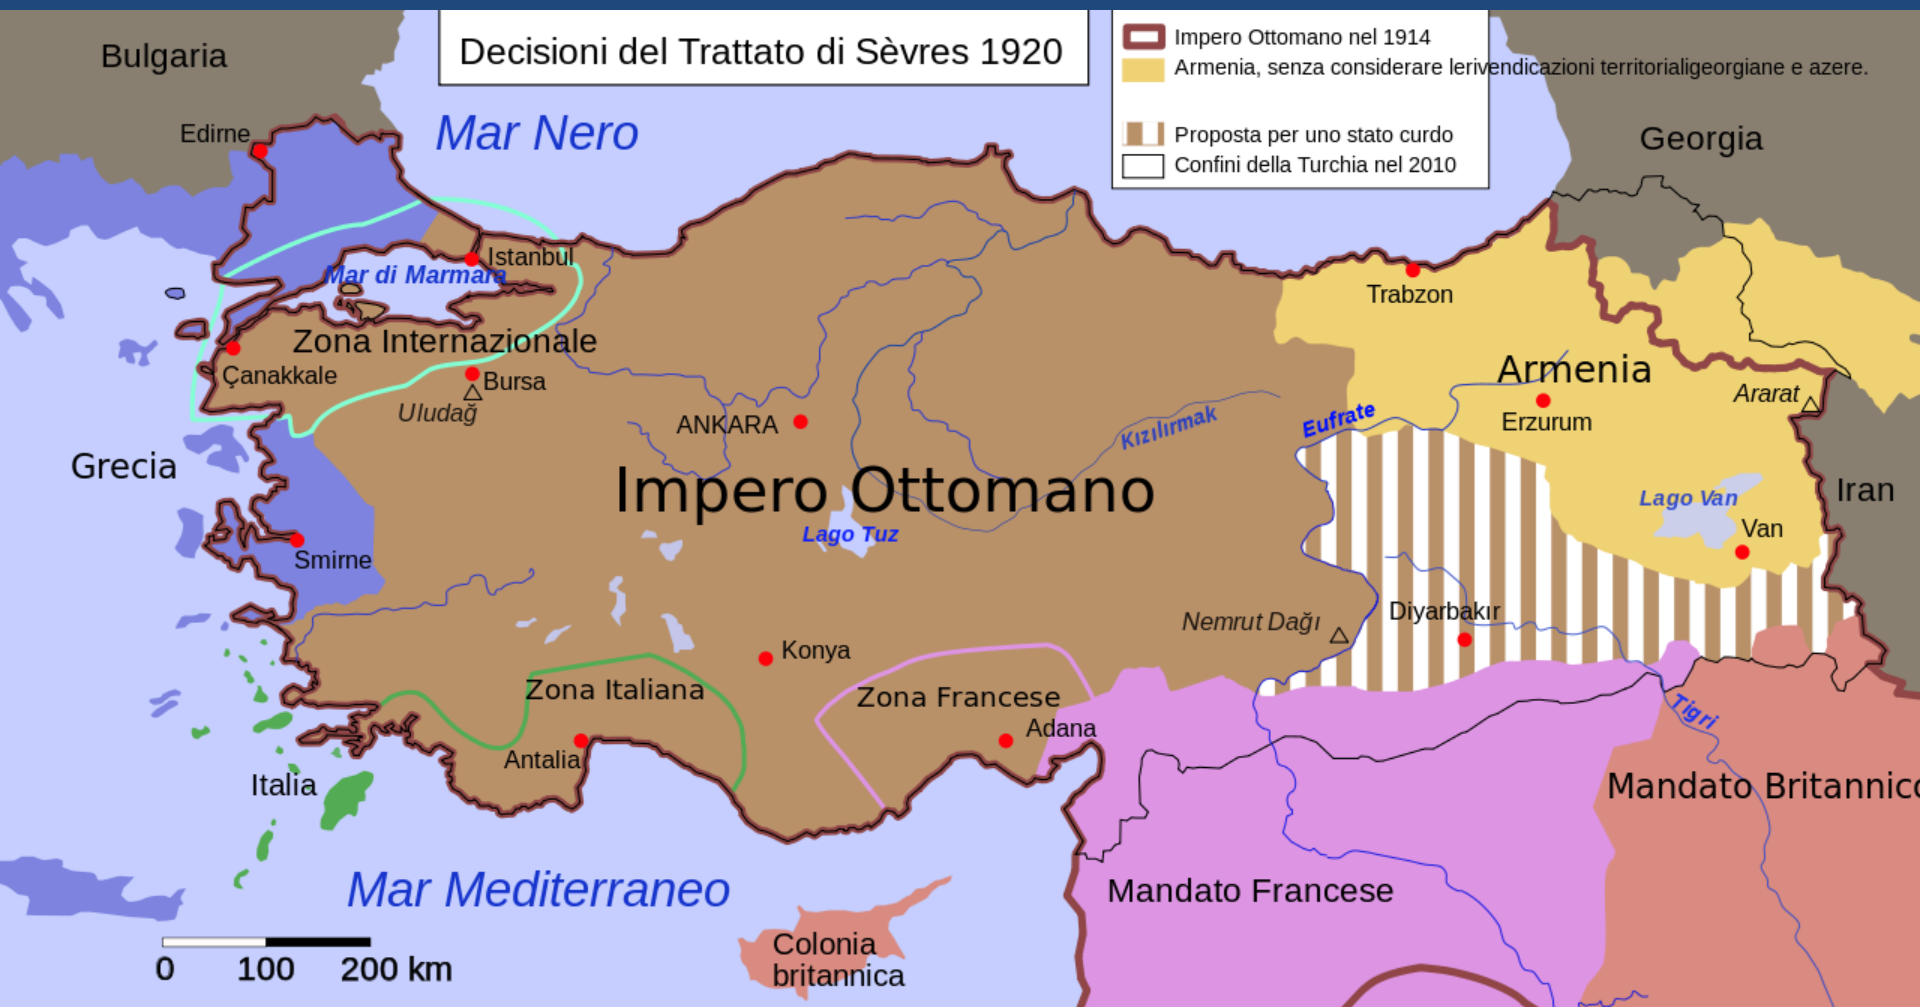 Decisioni del Trattato di Sèvres 1920
Impero Ottomano nel 1914
Armenia, senza considerare lerivendicazioni territorialigeorgiane e azere.
Proposta per uno stato curdo
Confini della Turchia nel 2010
Bulgaria
Edirne
Mar Nero
Georgia
Istanbul
Mar di Marmara
Trabzon
Zona Internazionale
Çanakkale
Bursa
Uludağ
Armenia
Ararat
ANKARA
Kızılırmak
Eufrate
Erzurum
Grecia
Impero Ottomano
Lago Tuz
Lago Van
Iran
Van
Smirne
Nemrut Dağı
Diyarbakır
Konya
Zona Italiana
Zona Francese
Adana
Tigri
Antalia
Italia
Mandato Britannico
Mar Mediterraneo
Mandato Francese
Colonia
britannica
0 100 200 km